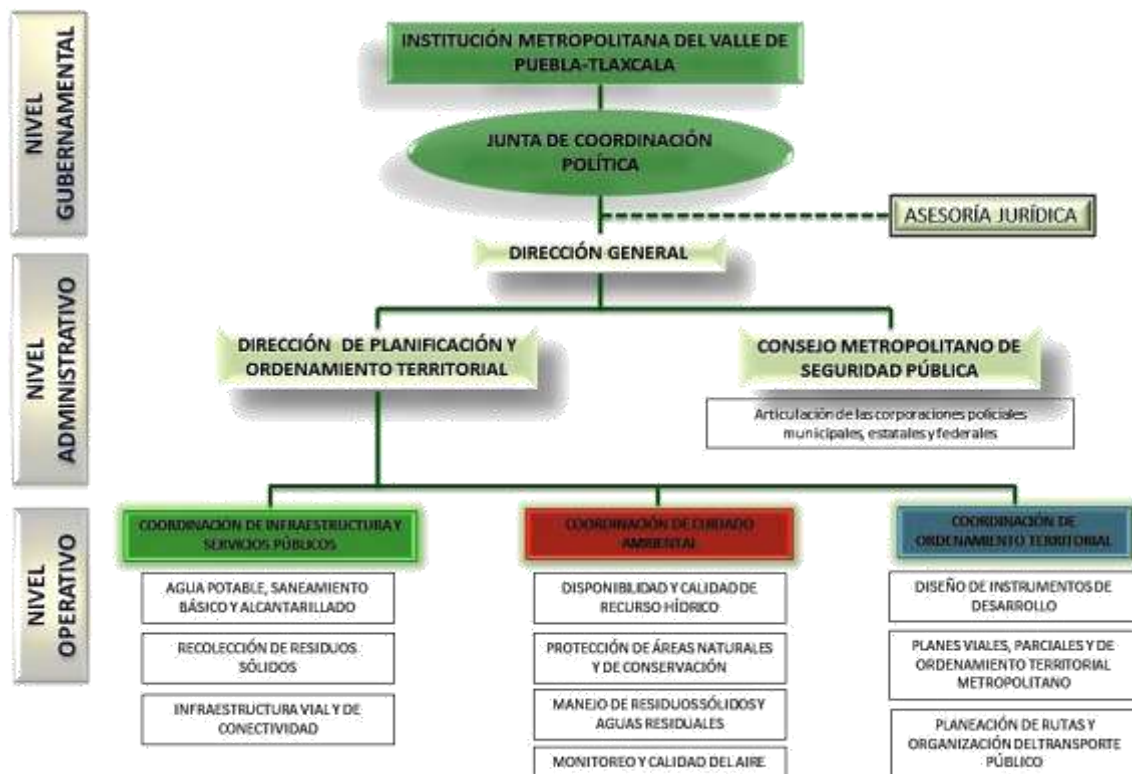 NIVEL
GUBERNAMENTAL
INSTITUCIÓN METROPOLITANA DEL VALLE DE
PUEBLA-TLAXCALA
JUNTA DE COORDINACIÓN
POLÍTICA
ASESORÍA JURÍDICA
NIVEL
ADMINISTRATIVO
DIRECCIÓN GENERAL
DIRECCIÓN DE PLANIFICACIÓN Y
ORDENAMIENTO TERRITORIAL
CONSEJO METROPOLITANO DE
SEGURIDAD PÚBLICA
Articulación de las corporaciones policiales
municipales, estatales y federales
NIVEL
OPERATIVO
COORDINACIÓN DE INFRAESTRUCTURA Y
SERVICIOS PÚBLICOS
AGUA POTABLE, SANEAMIENTO
BÁSICO Y ALCANTARILLADO
RECOLECCIÓN DE RESIDUOS
SÓLIDOS
INFRAESTRUCTURA VIAL Y DE
CONECTIVIDAD
COORDINACIÓN DE CUIDADO
AMBIENTAL
DISPONIBILIDAD Y CALIDAD DE
RECURSO HÍDRICO
PROTECCIÓN DE ÁREAS NATURALES
Y DE CONSERVACIÓN
MANEJO DE RESIDUOS SÓLIDOS Y
AGUAS RESIDUALES
MONITOREO Y CALIDAD DEL AIRE
COORDINACIÓN DE
ORDENAMIENTO TERRITORIAL
DISEÑO DE INSTRUMENTOS DE
DESARROLLO
PLANES VIALES, PARCIALES Y DE
ORDENAMIENTO TERRITORIAL
METROPOLITANO
PLANEACIÓN DE RUTAS Y
ORGANIZACIÓN DEL TRANSPORTE
PÚBLICO